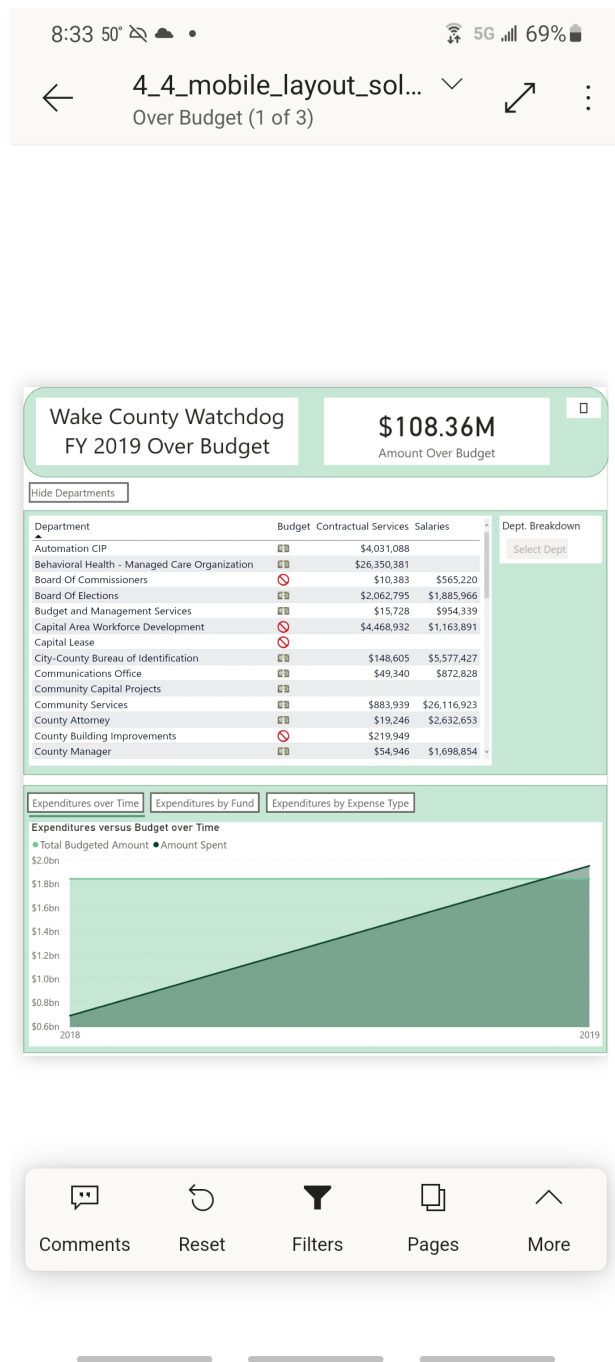 8:33 50° 5G 69%
4_4_mobile_layout_sol...
Over Budget (1 of 3)
Wake County Watchdog
FY 2019 Over Budget
$108.36M
Amount Over Budget
Hide Departments
Department Budget Contractual Services Salaries
Automation CIP $4,031,088
Behavioral Health - Managed Care Organization $26,350,381
Board Of Commissioners $10,383 $565,220
Board Of Elections $2,062,795 $1,885,966
Budget and Management Services $15,728 $954,339
Capital Area Workforce Development $4,468,932 $1,163,891
Capital Lease
City-County Bureau of Identification $148,605 $5,577,427
Communications Office $49,340 $872,828
Community Capital Projects
Community Services $883,939 $26,116,923
County Attorney $19,246 $2,632,653
County Building Improvements $219,949
County Manager $54,946 $1,698,854
Dept. Breakdown
Select Dept
Expenditures over Time Expenditures by Fund Expenditures by Expense Type
Expenditures versus Budget over Time
Total Budgeted Amount Amount Spent
$2.0bn
$1.8bn
$1.6bn
$1.4bn
$1.2bn
$1.0bn
$0.8bn
$0.6bn
2018 2019
Comments Reset Filters Pages More